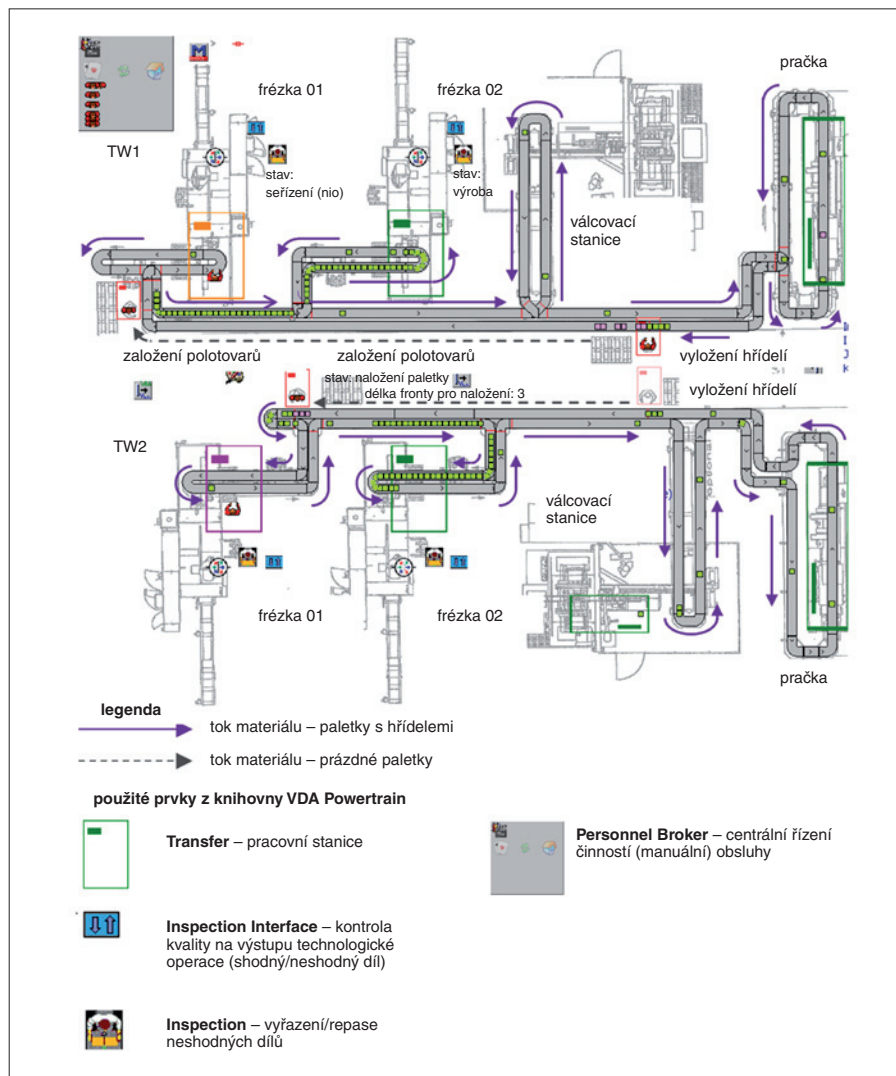 frézka 01
frézka 02
pračka
TW1
stav:
seřízení (nio)
stav:
výroba
válcovací
stanice
založení polotovarů
založení polotovarů
vyložení hřídelí
stav: naložení paletky
délka fronty pro naložení: 3
vyložení hřídelí
TW2
válcovací
stanice
frézka 01
frézka 02
pračka
legenda
tok materiálu – paletky s hřídelemi
tok materiálu – prázdné paletky
použité prvky z knihovny VDA Powertrain
Transfer – pracovní stanice
Personnel Broker – centrální řízení
činností (manuální) obsluhy
Inspection Interface – kontrola
kvality na výstupu technologické
operace (shodný/neshodný díl)
Inspection – vyřazení/repase
neshodných dílů